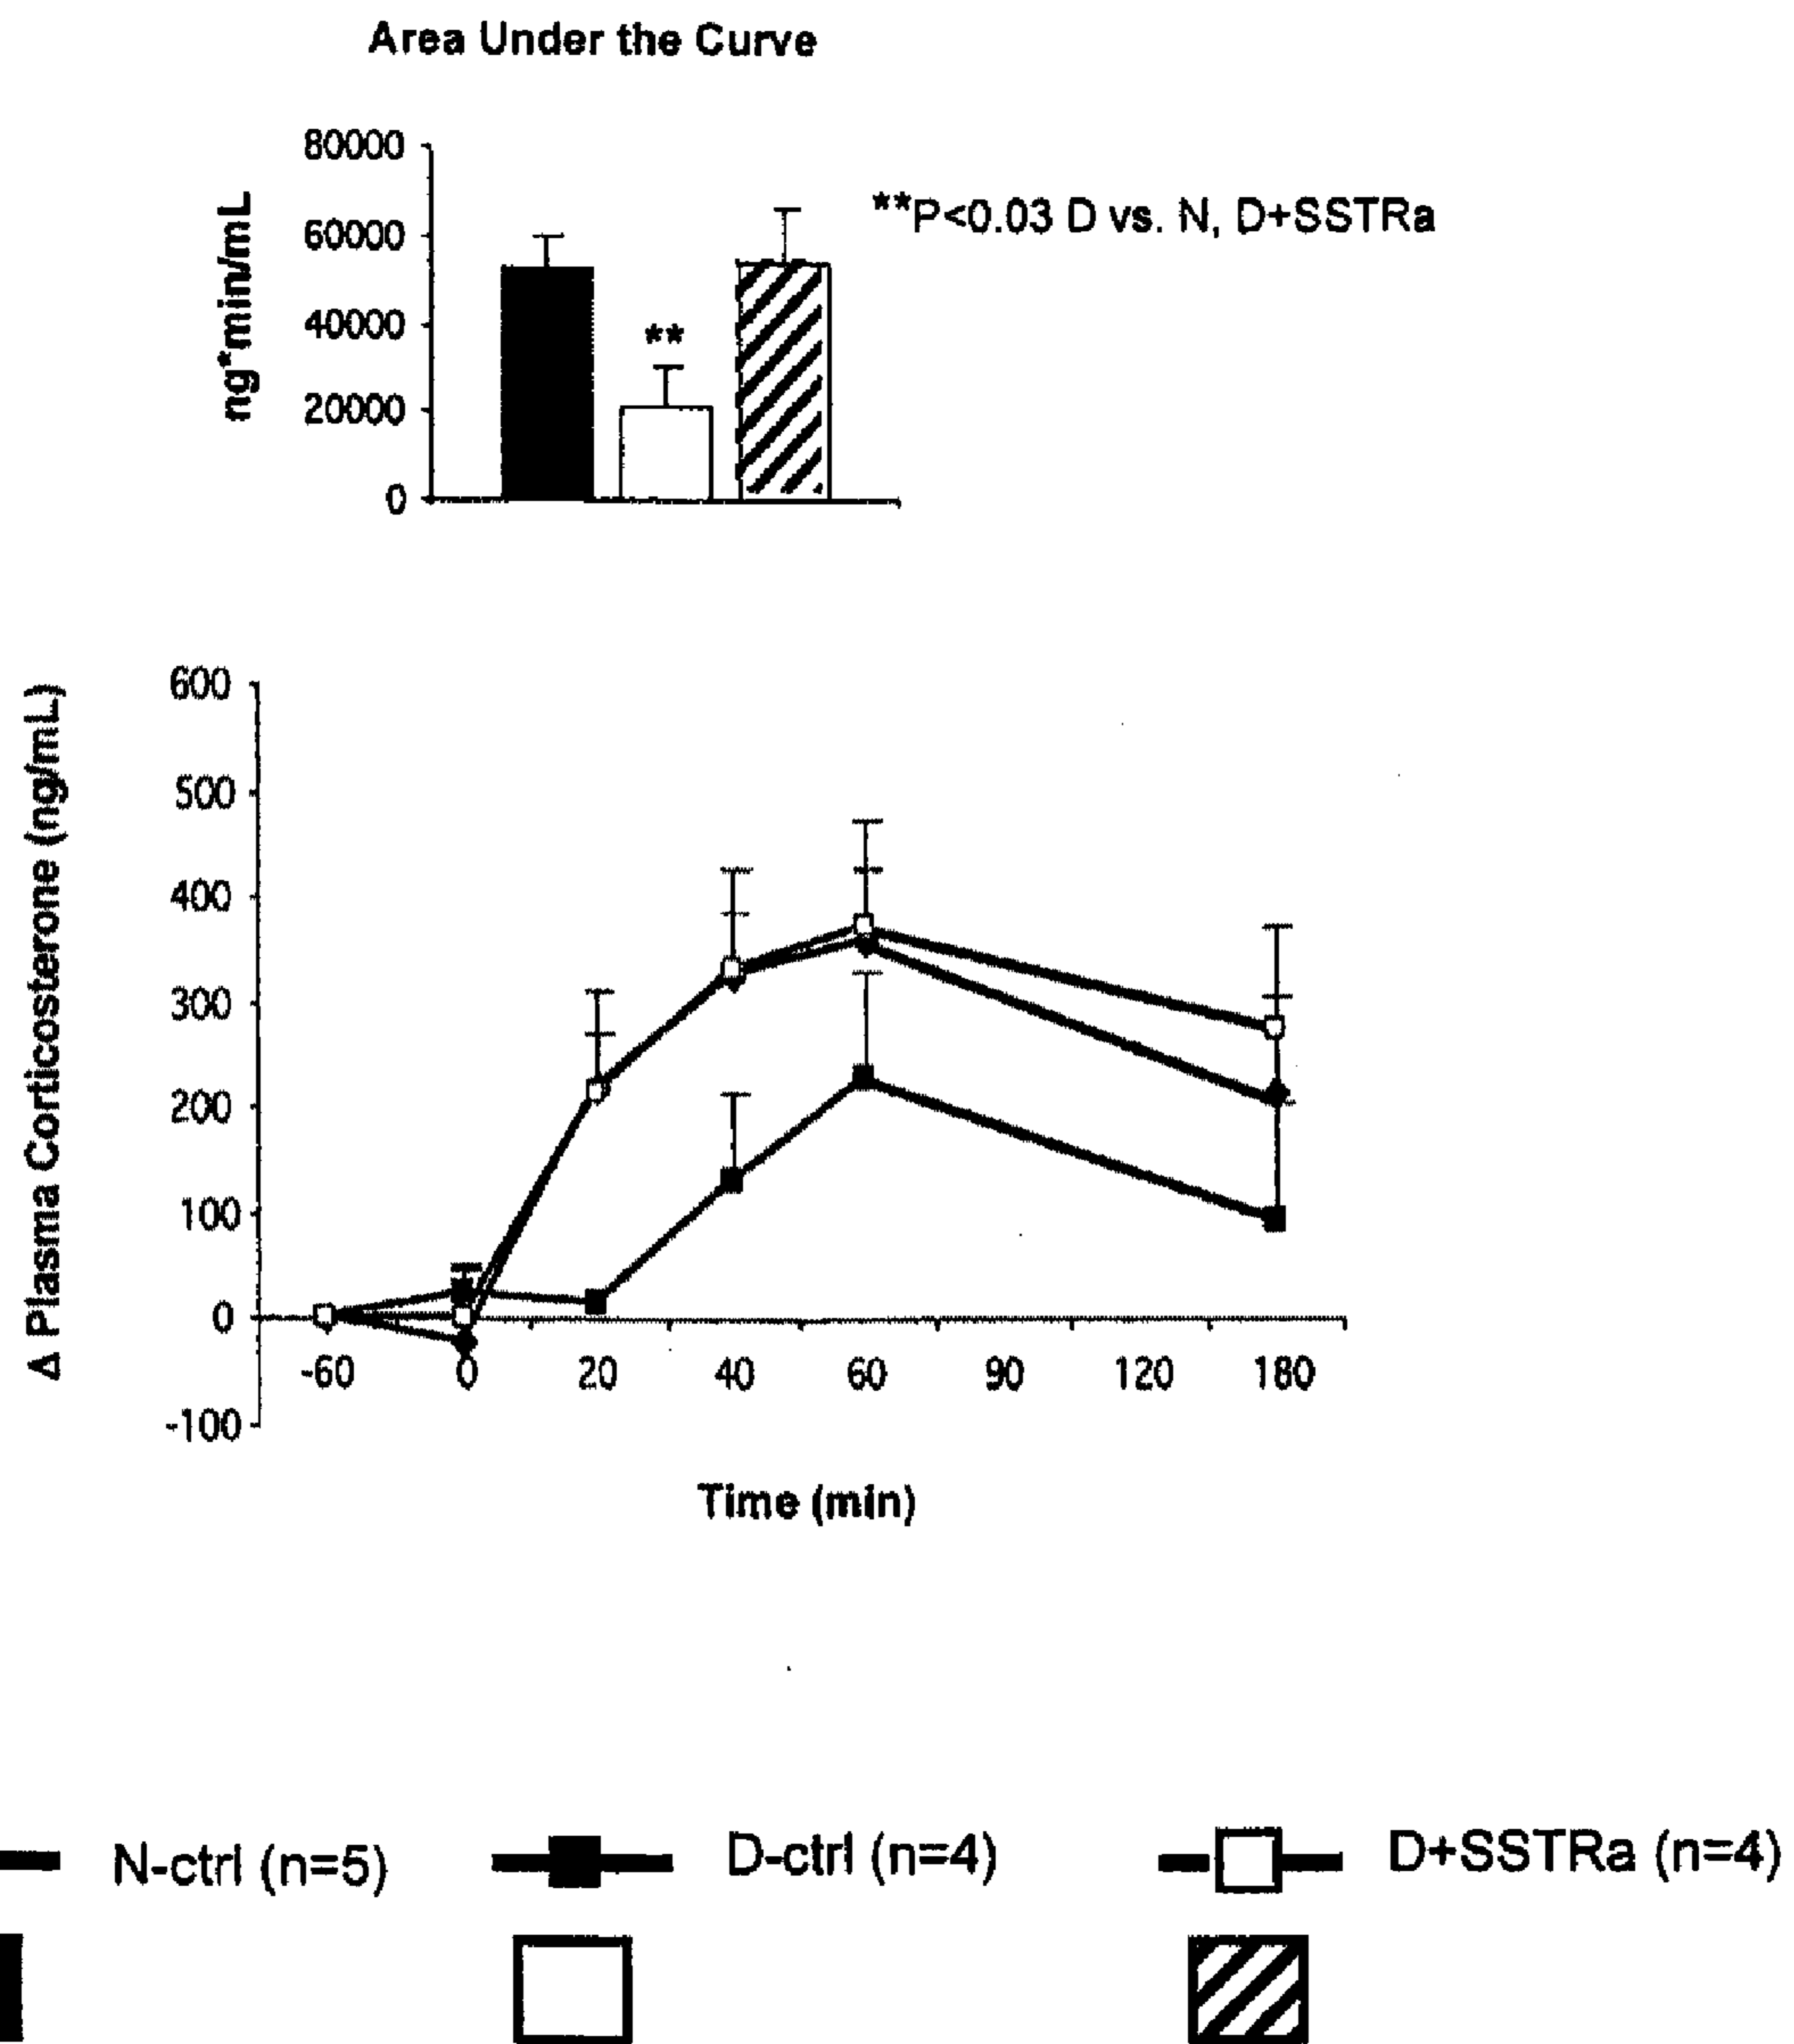 Area Under the Curve
80000
60000
40000
20000
0
ng*min/mL
**
**P<0.03 D vs. N, D+SSTRa
600
500
400
300
200
100
0
-100
Δ Plasma Corticosterone (ng/mL)
-60 0 20 40 60 90 120 180
Time (min)
N-ctrl (n=5) D-ctrl (n=4) D+SSTRa (n=4)